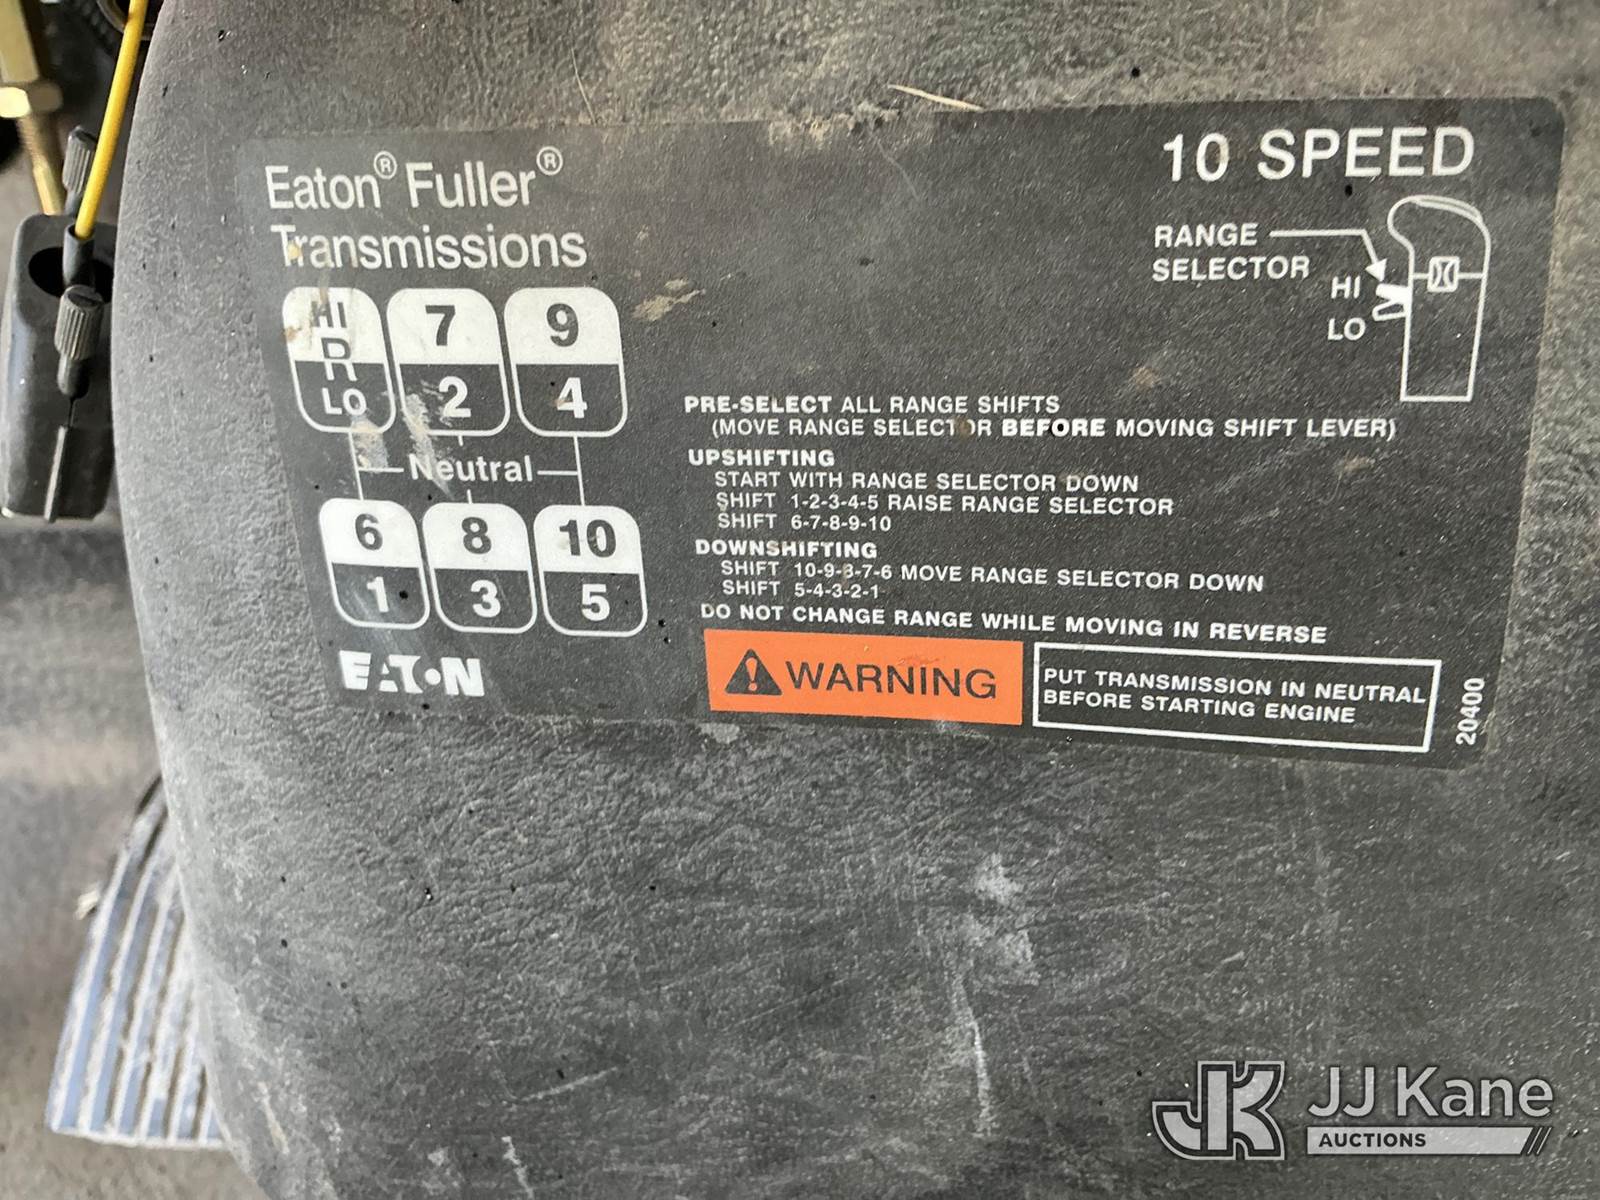 Eaton® Fuller®
Transmissions
10 SPEED
RANGE
SELECTOR
HI
LO
HI
R
LO
7
2
9
4
Neutral
6
1
8
3
10
5
EATON
PRE-SELECT ALL RANGE SHIFTS
(MOVE RANGE SELECTOR BEFORE MOVING SHIFT LEVER)
UPSHIFTING
START WITH RANGE SELECTOR DOWN
SHIFT 1-2-3-4-5 RAISE RANGE SELECTOR
SHIFT 6-7-8-9-10
DOWNSHIFTING
SHIFT 10-9-8-7-6 MOVE RANGE SELECTOR DOWN
SHIFT 5-4-3-2-1
DO NOT CHANGE RANGE WHILE MOVING IN REVERSE
WARNING
PUT TRANSMISSION IN NEUTRAL
BEFORE STARTING ENGINE
20400
JK
JJ Kane
AUCTIONS